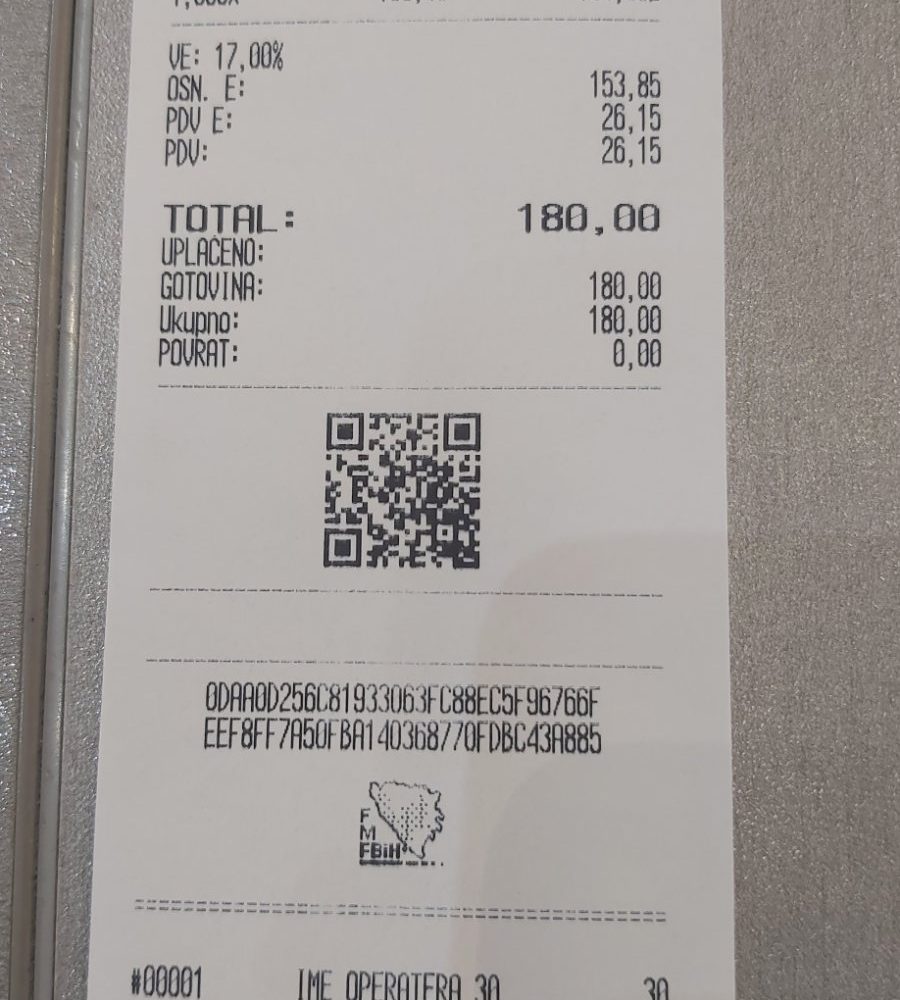 VE: 17,00%
OSN. E: 153,85
PDV E: 26,15
PDV: 26,15
TOTAL: 180,00
UPLAĆENO:
GOTOVINA: 180,00
Ukupno: 180,00
POVRAT: 0,00
0DAA0D256C81933063FC88EC5F96766F
EEF8FF7A50FBA140368770FDBC43A885
F
M
FBiH
#00001 IME OPERATERA 30 30